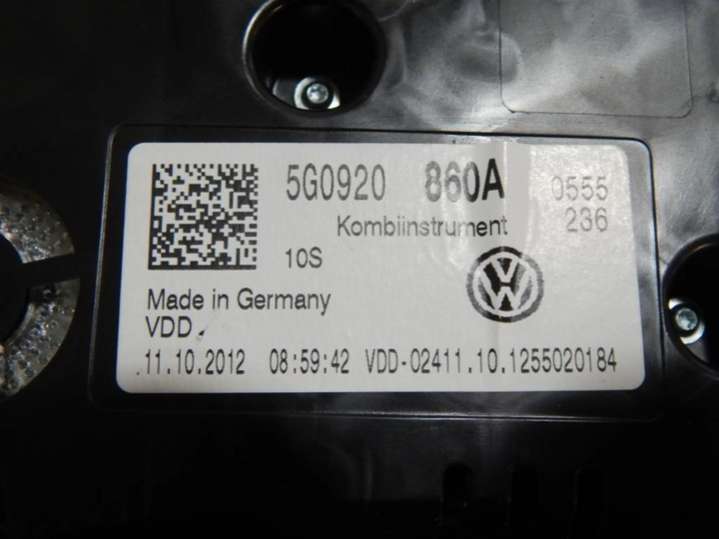 5G0920 860A 0555
Kombiinstrument 236
10S
Made in Germany
VDD
11.10.2012 08:59:42 VDD-02411.10.1255020184